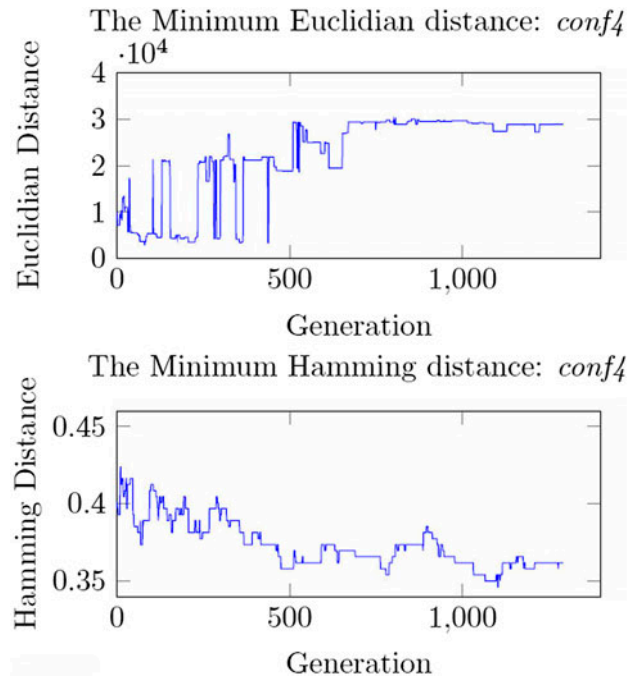 The Minimum Euclidian distance: conf4
·10⁴
4
3
2
1
0
Euclidian Distance
0 500 1,000
Generation
The Minimum Hamming distance: conf4
0.45
0.4
0.35
Hamming Distance
0 500 1,000
Generation